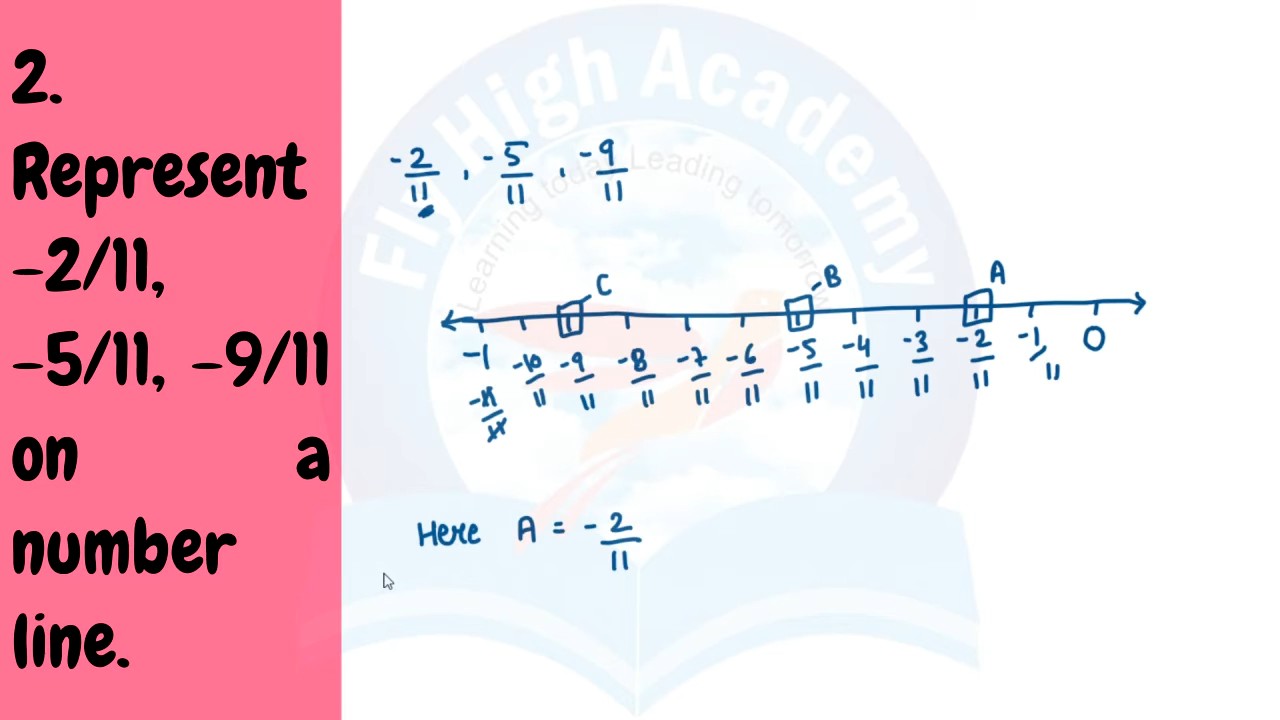 2.
Represent
-2/11,
-5/11, -9/11
on a
number
line.
Fly High Academy
Learning today, Leading tomorrow
-2/11, -5/11, -9/11
C B A
-1 -10/11 -9/11 -8/11 -7/11 -6/11 -5/11 -4/11 -3/11 -2/11 -1/11 0
-11/11
Here A = -2/11